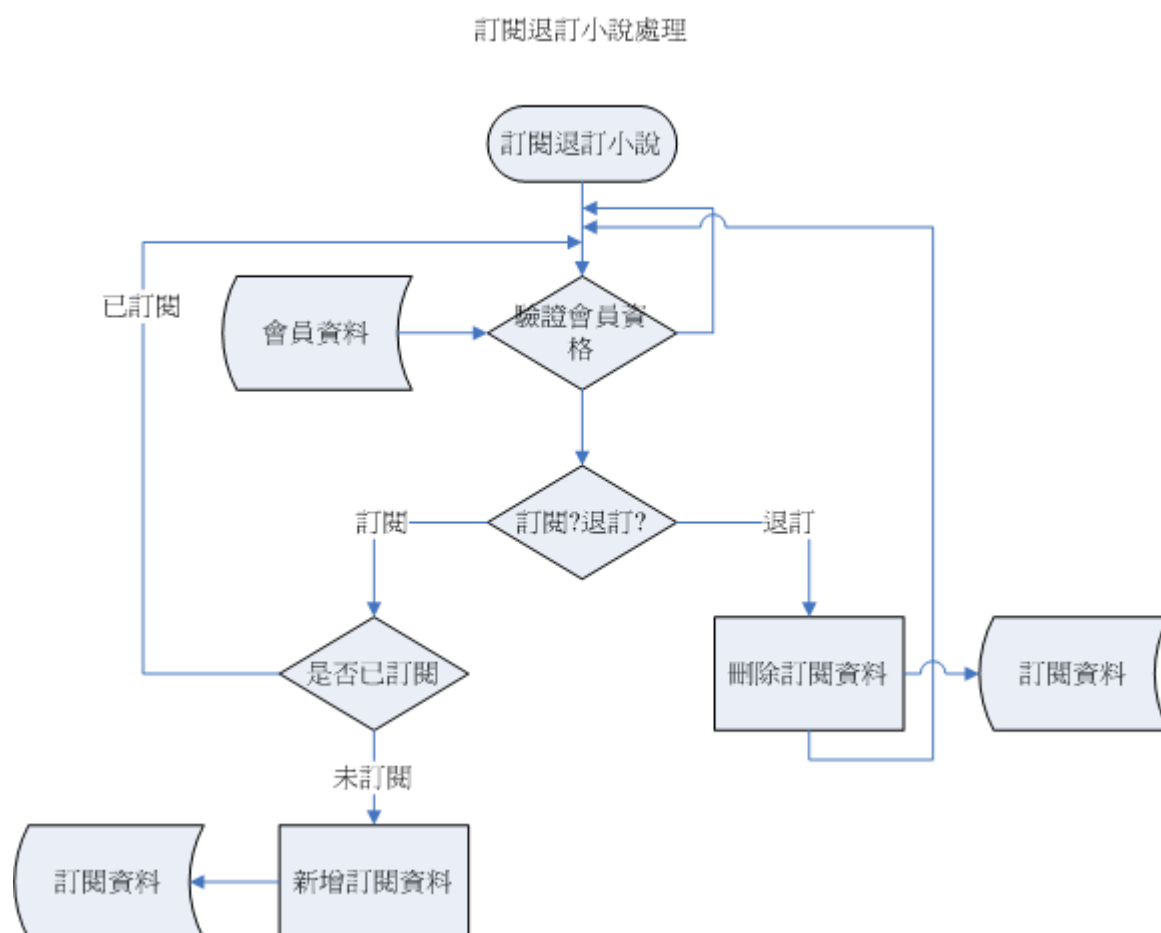 訂閱退訂小說處理
訂閱退訂小說
已訂閱
會員資料
驗證會員資
格
訂閱
訂閱?退訂?
退訂
是否已訂閱
刪除訂閱資料
訂閱資料
未訂閱
訂閱資料
新增訂閱資料